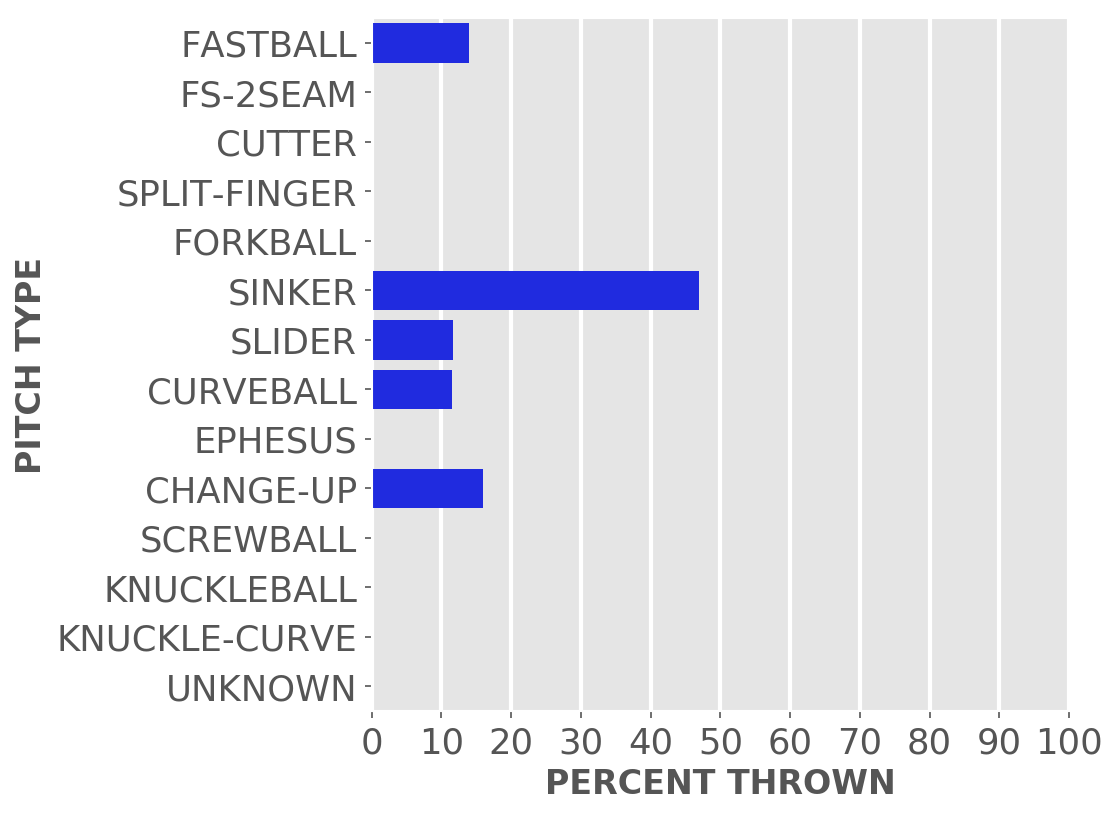 FASTBALL
FS-2SEAM
CUTTER
SPLIT-FINGER
FORKBALL
SINKER
SLIDER
CURVEBALL
EPHESUS
CHANGE-UP
SCREWBALL
KNUCKLEBALL
KNUCKLE-CURVE
UNKNOWN
PITCH TYPE
0 10 20 30 40 50 60 70 80 90 100
PERCENT THROWN